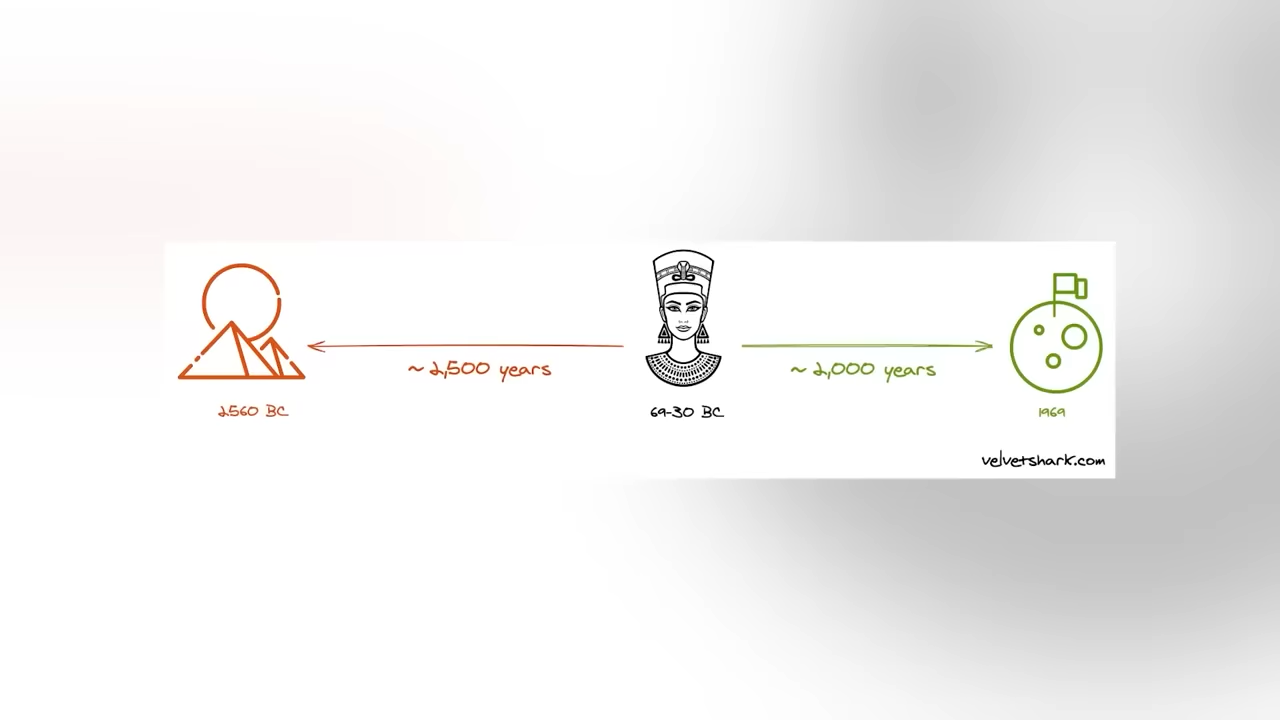 ~ 2,500 years
~ 2,000 years
2560 BC
69-30 BC
1969
velvetshark.com